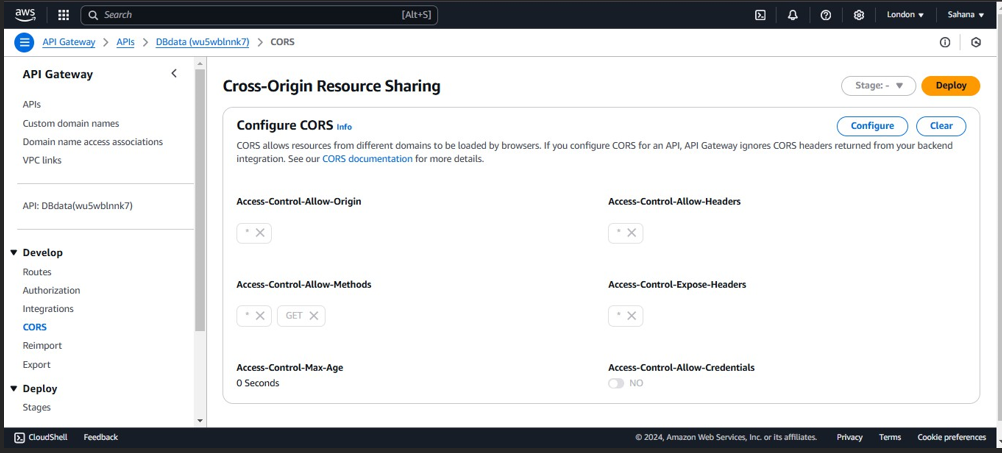 aws
Search [Alt+S] London Sahana
API Gateway > APIs > DBdata (wu5wblnnk7) > CORS
API Gateway
APIs
Custom domain names
Domain name access associations
VPC links
API: DBdata(wu5wblnnk7)
Develop
Routes
Authorization
Integrations
CORS
Reimport
Export
Deploy
Stages
Cross-Origin Resource Sharing
Stage: - Deploy
Configure CORS Info
Configure Clear
CORS allows resources from different domains to be loaded by browsers. If you configure CORS for an API, API Gateway ignores CORS headers returned from your backend
integration. See our CORS documentation for more details.
Access-Control-Allow-Origin
*
Access-Control-Allow-Headers
*
Access-Control-Allow-Methods
* GET
Access-Control-Expose-Headers
*
Access-Control-Max-Age
0 Seconds
Access-Control-Allow-Credentials
NO
CloudShell Feedback © 2024, Amazon Web Services, Inc. or its affiliates. Privacy Terms Cookie preferences